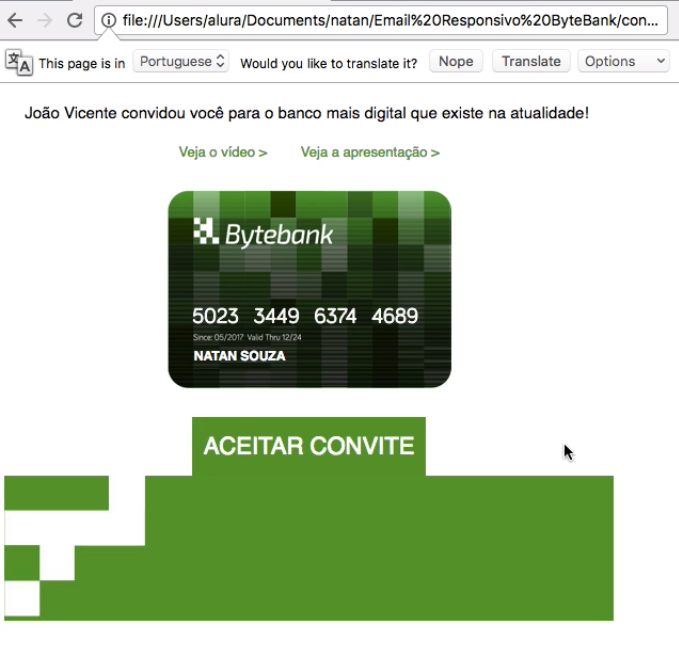 file:///Users/alura/Documents/natan/Email%20Responsivo%20ByteBank/con...
This page is in Portuguese Would you like to translate it? Nope Translate Options
João Vicente convidou você para o banco mais digital que existe na atualidade!
Veja o vídeo > Veja a apresentação >
Bytebank
5023 3449 6374 4689
Since: 05/2017 Valid Thru 12/24
NATAN SOUZA
ACEITAR CONVITE